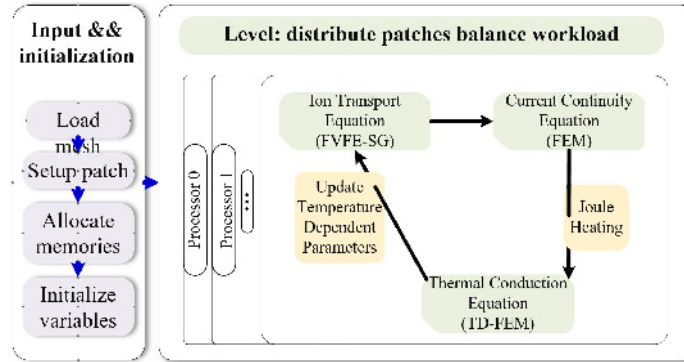 Input &&
initialization
Load
mesh
Setup patch
Allocate
memories
Initialize
variables
Level: distribute patches balance workload
Processor 0
Processor 1
...
Ion Transport
Equation
(FVFE-SG)
Current Continuity
Equation
(FEM)
Update
Temperature
Dependent
Parameters
Joule
Heating
Thermal Conduction
Equation
(TD-FEM)